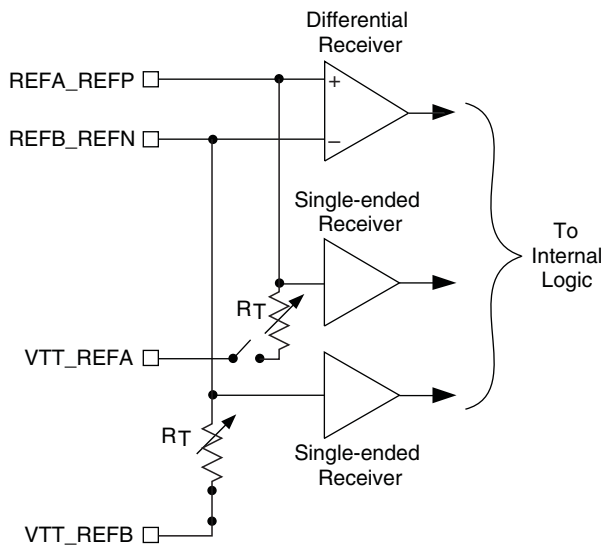 Differential
Receiver
REFA_REFP
+
REFB_REFN
−
Single-ended
Receiver
To
Internal
Logic
RT
VTT_REFA
RT
Single-ended
Receiver
VTT_REFB